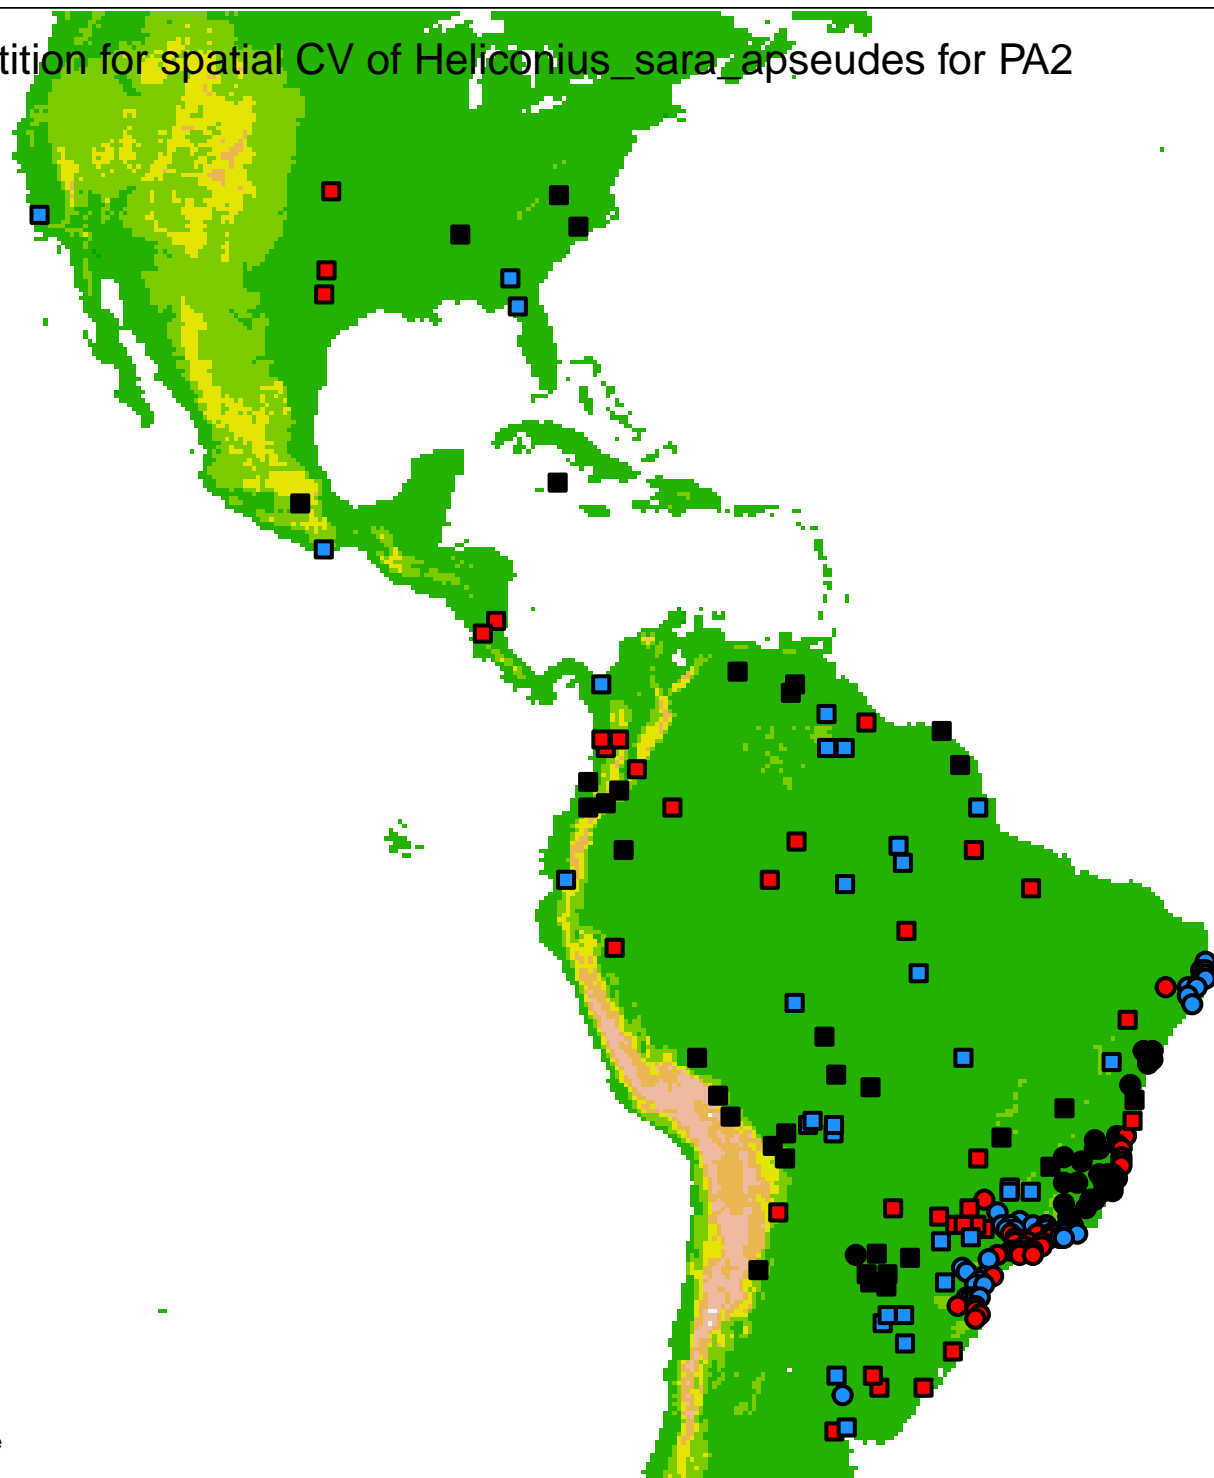 tition for spatial CV of Heliconius_sara_apseudes for PA2